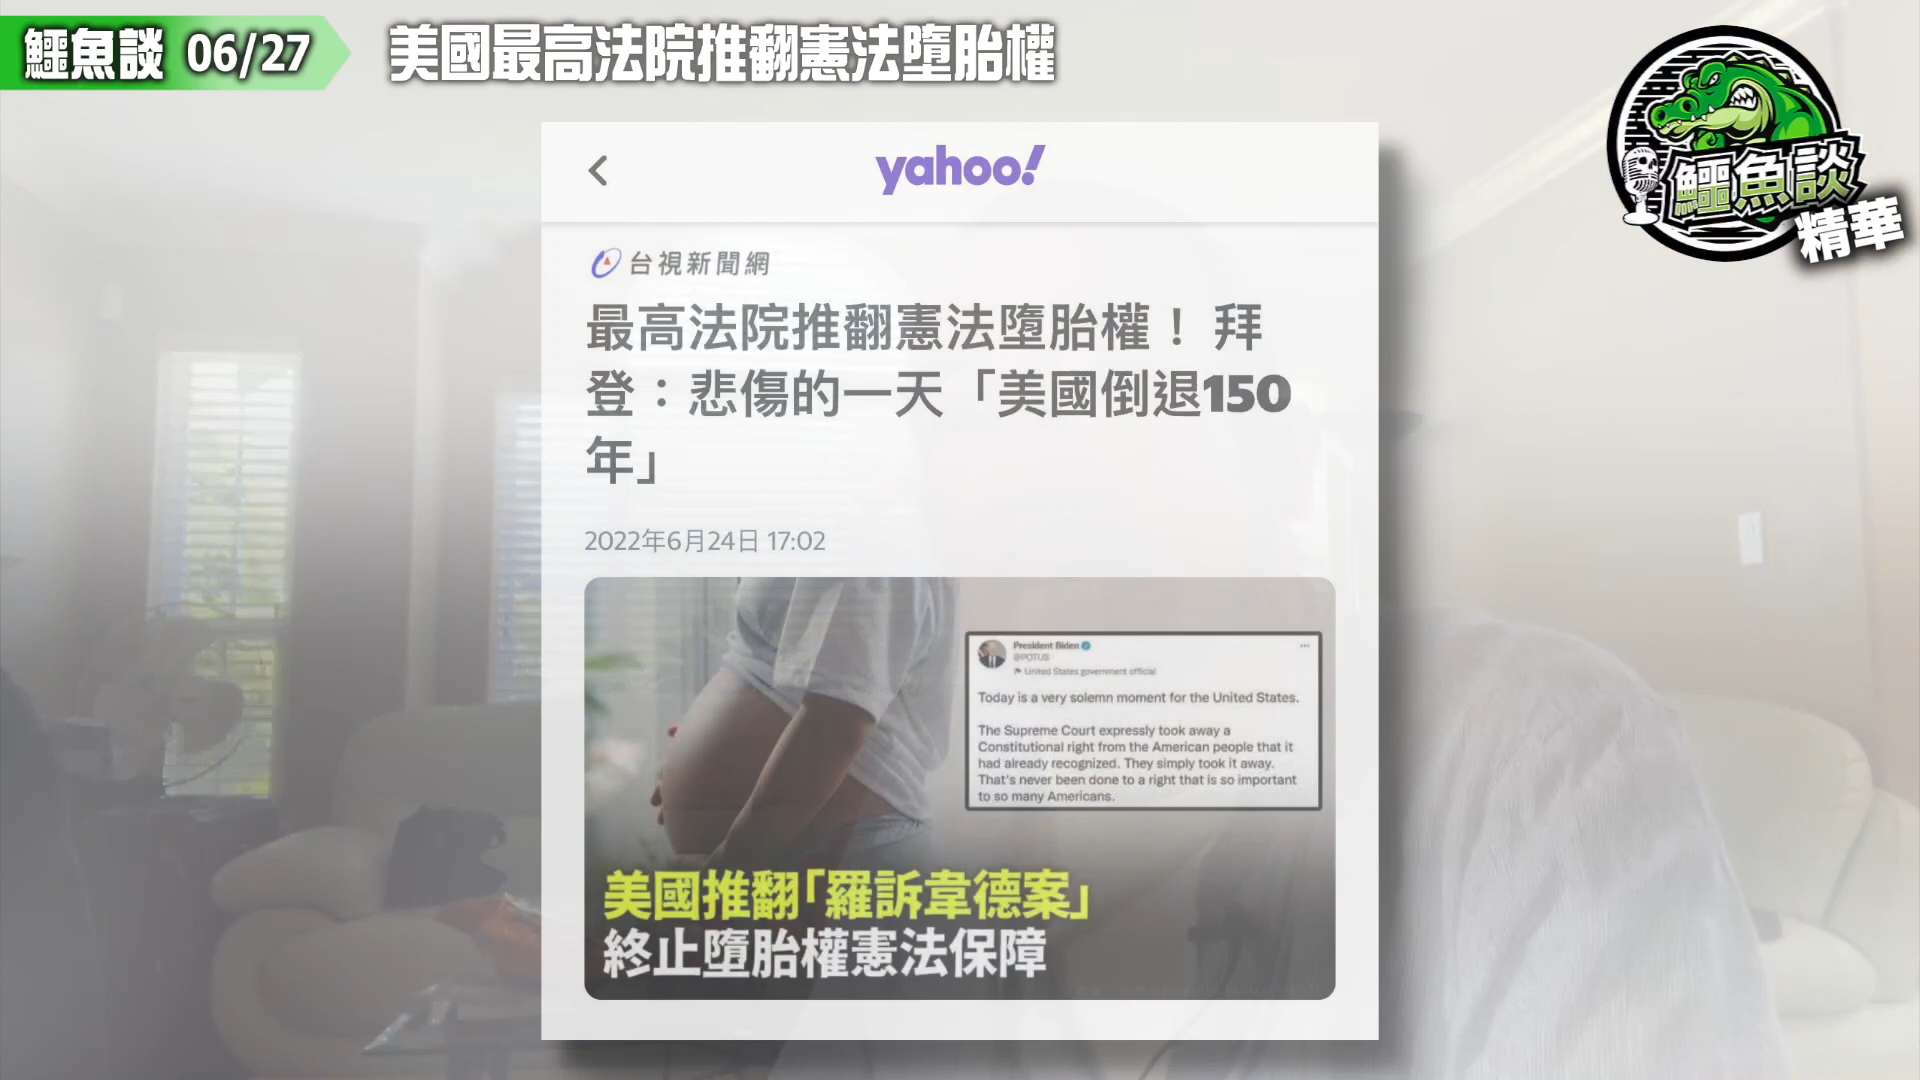 鱷魚談 06/27
美國最高法院推翻憲法墮胎權
鱷魚談
精華
yahoo!
台視新聞網
最高法院推翻憲法墮胎權！ 拜
登：悲傷的一天「美國倒退150
年」
2022年6月24日 17:02
President Biden
@POTUS
United States government official
Today is a very solemn moment for the United States.
The Supreme Court expressly took away a
Constitutional right from the American people that it
had already recognized. They simply took it away.
That's never been done to a right that is so important
to so many Americans.
美國推翻「羅訴韋德案」
終止墮胎權憲法保障